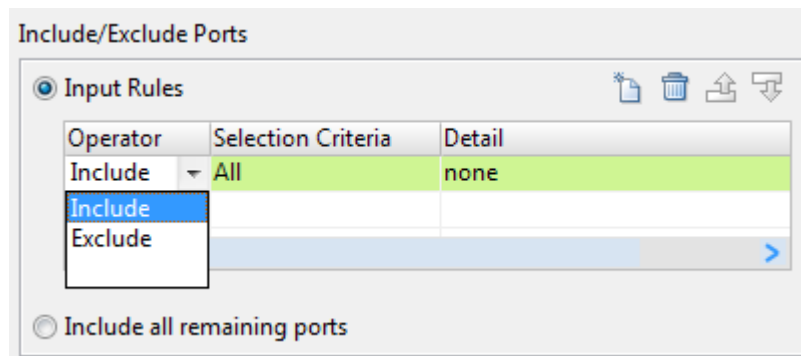 Include/Exclude Ports
Input Rules
Operator Selection Criteria Detail
Include All none
Include
Exclude
Include all remaining ports